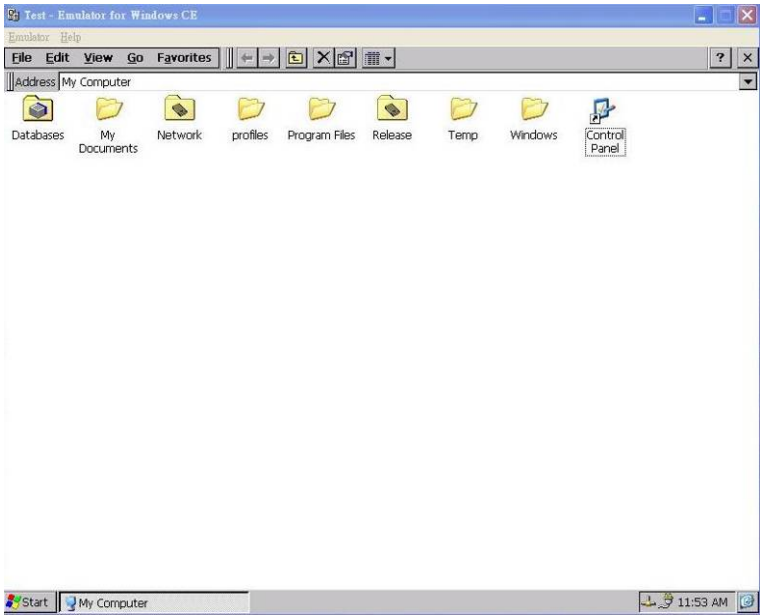 Test - Emulator for Windows CE
Emulator Help
File Edit View Go Favorites ?
Address My Computer
Databases
My Documents
Network
profiles
Program Files
Release
Temp
Windows
Control Panel
Start My Computer 11:53 AM